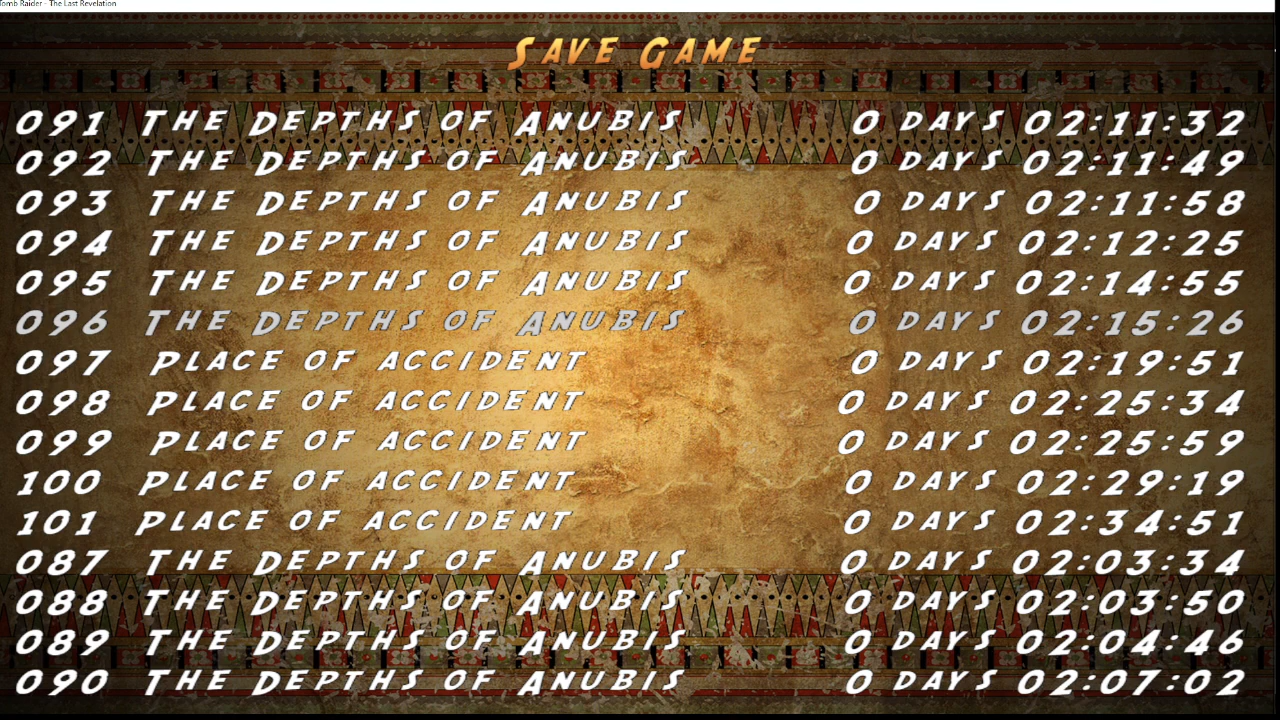 Tomb Raider - The Last Revelation
Save Game
091 The Depths of Anubis 0 days 02:11:32
092 The Depths of Anubis 0 days 02:11:49
093 The Depths of Anubis 0 days 02:11:58
094 The Depths of Anubis 0 days 02:12:25
095 The Depths of Anubis 0 days 02:14:55
096 The Depths of Anubis 0 days 02:15:26
097 place of accident 0 days 02:19:51
098 place of accident 0 days 02:25:34
099 place of accident 0 days 02:25:59
100 place of accident 0 days 02:29:19
101 place of accident 0 days 02:34:51
087 The Depths of Anubis 0 days 02:03:34
088 The Depths of Anubis 0 days 02:03:50
089 The Depths of Anubis 0 days 02:04:46
090 The Depths of Anubis 0 days 02:07:02